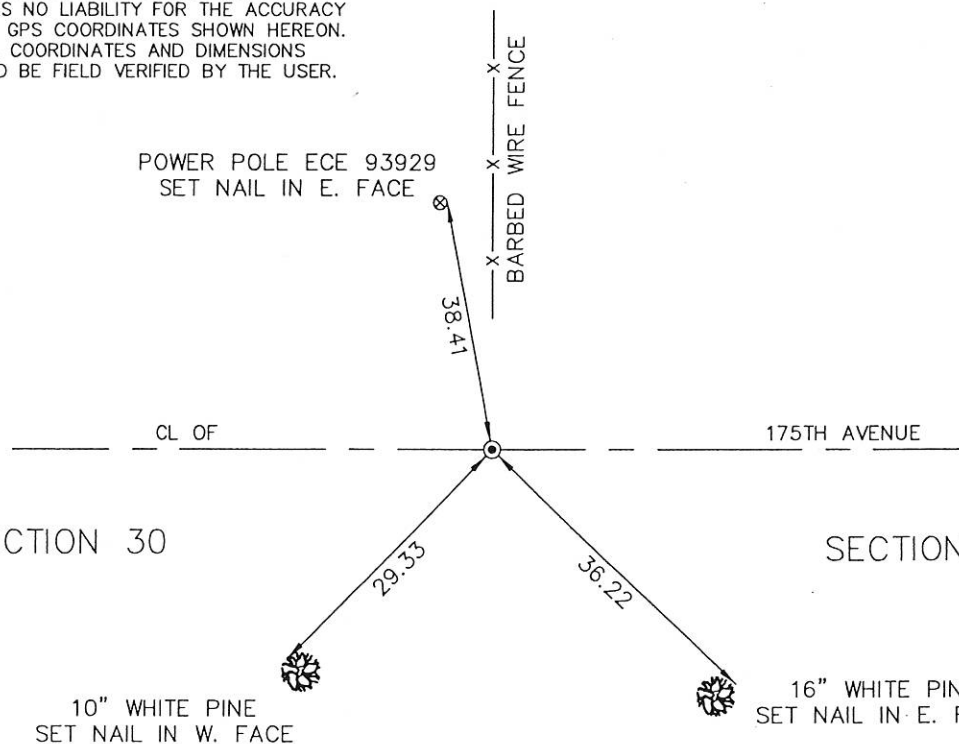 S NO LIABILITY FOR THE ACCURACY
GPS COORDINATES SHOWN HEREON.
COORDINATES AND DIMENSIONS
D BE FIELD VERIFIED BY THE USER.
BARBED WIRE FENCE
POWER POLE ECE 93929
SET NAIL IN E. FACE
38.41
CL OF
175TH AVENUE
CTION 30
SECTION
29.33
36.22
10" WHITE PINE
SET NAIL IN W. FACE
16" WHITE PIN
SET NAIL IN E. F